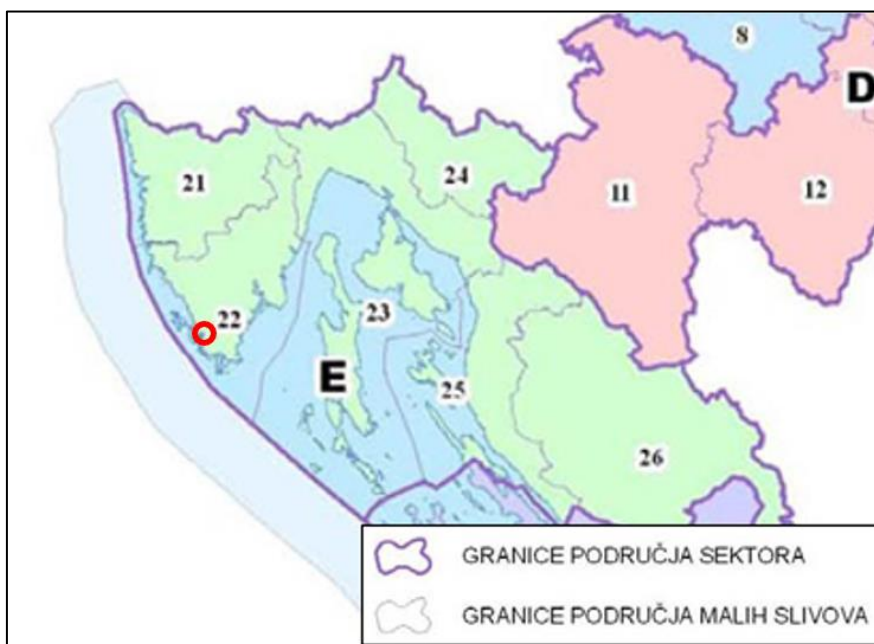 8
D
21
24
11
12
22
23
E
25
26
GRANICE PODRUČJA SEKTORA
GRANICE PODRUČJA MALIH SLIVOVA